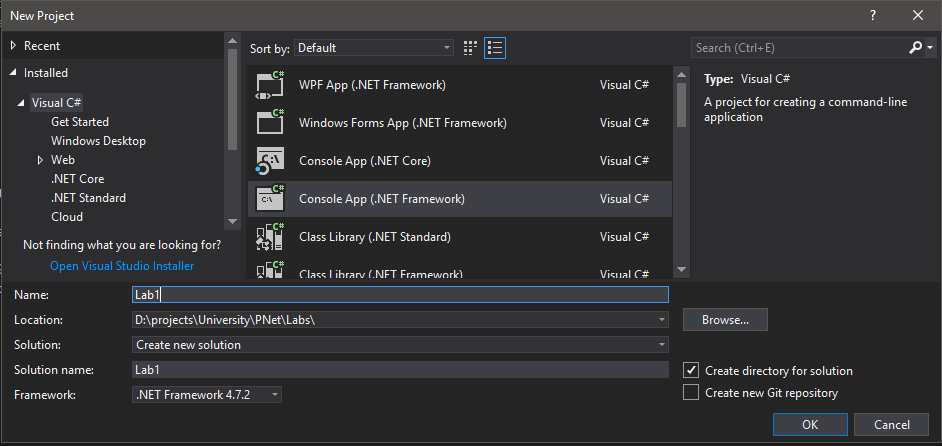 New Project
Recent
Installed
Visual C#
Get Started
Windows Desktop
Web
.NET Core
.NET Standard
Cloud
Not finding what you are looking for?
Open Visual Studio Installer
Sort by: Default
WPF App (.NET Framework) Visual C#
Windows Forms App (.NET Framework) Visual C#
Console App (.NET Core) Visual C#
Console App (.NET Framework) Visual C#
Class Library (.NET Standard) Visual C#
Class Library (.NET Framework) Visual C#
Search (Ctrl+E)
Type: Visual C#
A project for creating a command-line
application
Name: Lab1
Location: D:\projects\University\PNet\Labs\
Browse...
Solution: Create new solution
Solution name: Lab1
Create directory for solution
Framework: .NET Framework 4.7.2
Create new Git repository
OK Cancel